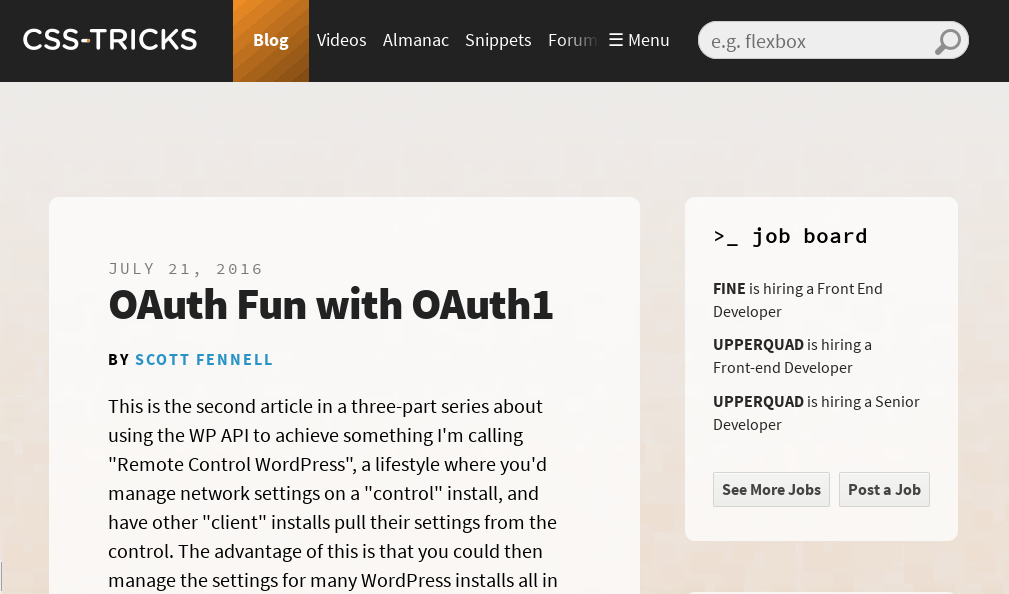 CSS-TRICKS
Blog
Videos
Almanac
Snippets
Forum
☰ Menu
e.g. flexbox
JULY 21, 2016
OAuth Fun with OAuth1
BY SCOTT FENNELL
This is the second article in a three-part series about
using the WP API to achieve something I'm calling
"Remote Control WordPress", a lifestyle where you'd
manage network settings on a "control" install, and
have other "client" installs pull their settings from the
control. The advantage of this is that you could then
manage the settings for many WordPress installs all in
>_ job board
FINE is hiring a Front End
Developer
UPPERQUAD is hiring a
Front-end Developer
UPPERQUAD is hiring a Senior
Developer
See More Jobs
Post a Job